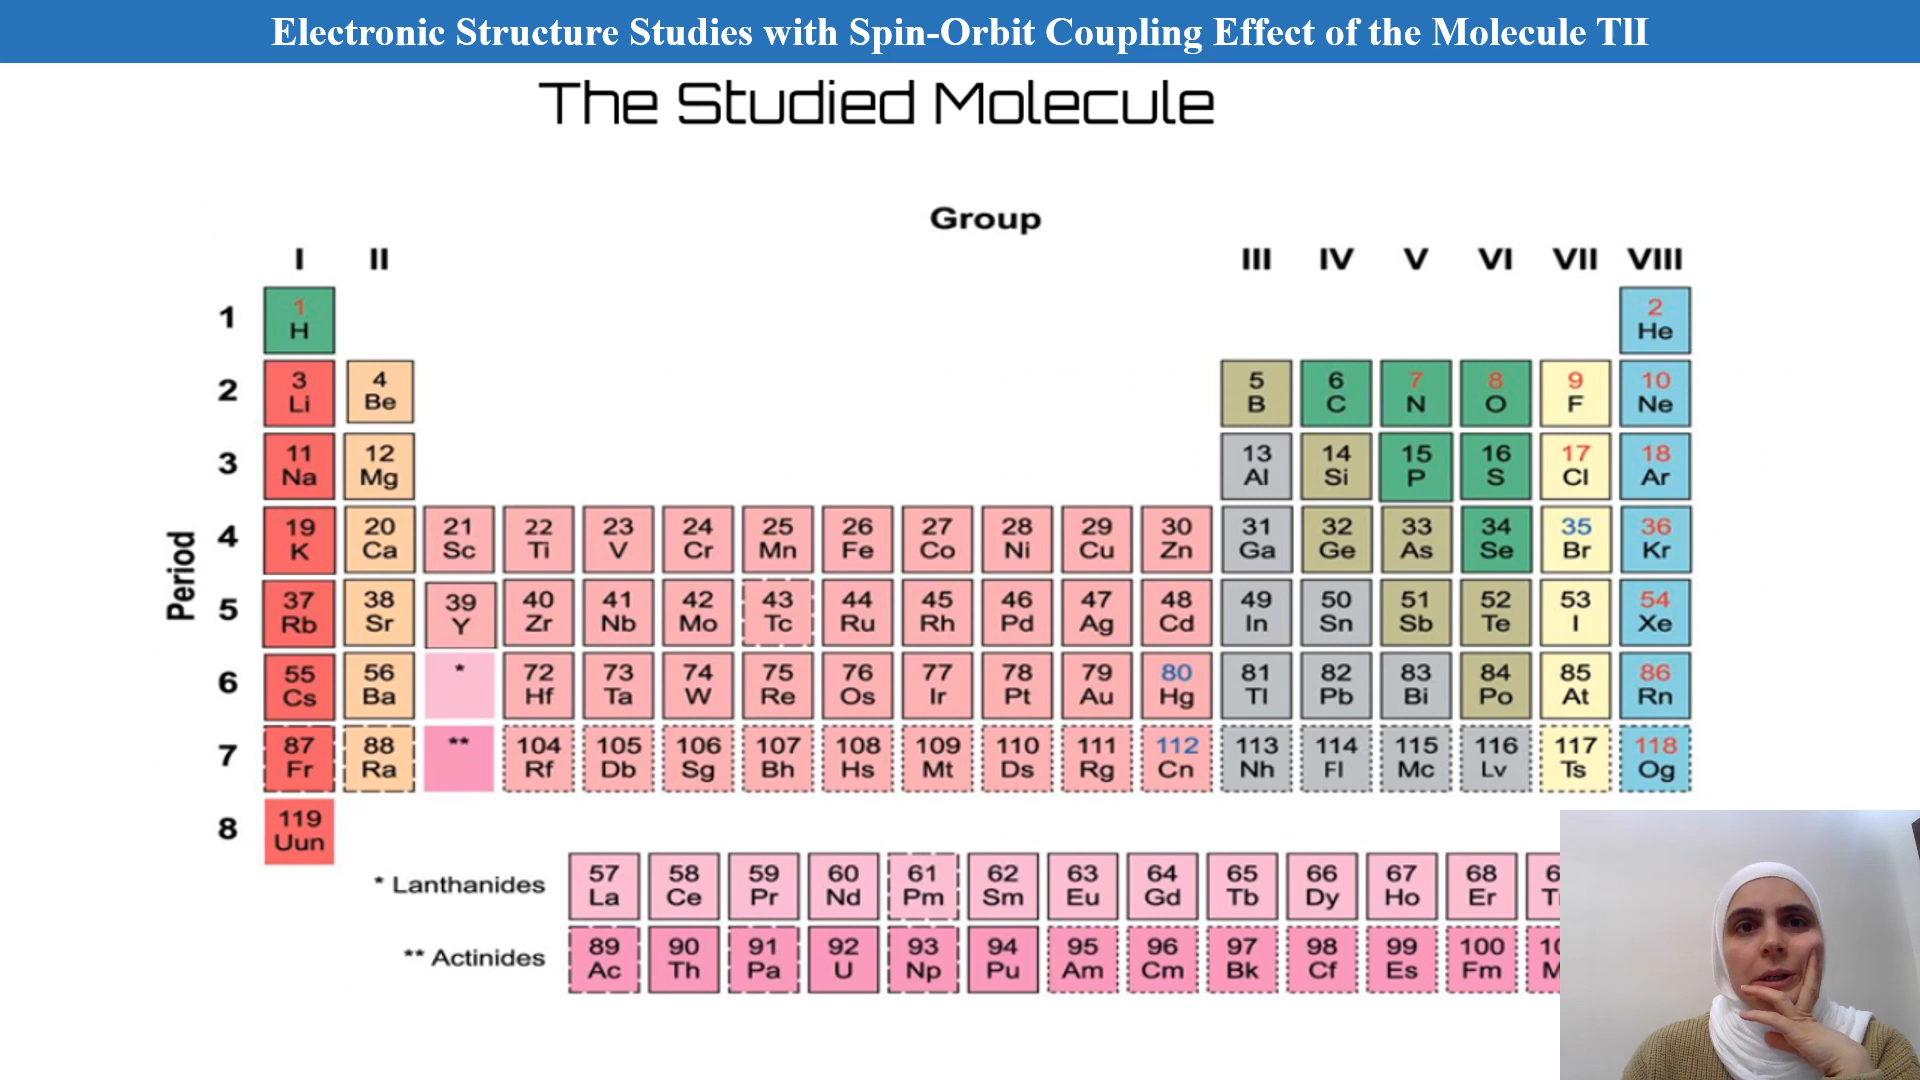 Electronic Structure Studies with Spin-Orbit Coupling Effect of the Molecule TlI
The Studied Molecule
Group
I II III IV V VI VII VIII
Period
1
1 2
H He
2
3 4 5 6 7 8 9 10
Li Be B C N O F Ne
3
11 12 13 14 15 16 17 18
Na Mg Al Si P S Cl Ar
4
19 20 21 22 23 24 25 26 27 28 29 30 31 32 33 34 35 36
K Ca Sc Ti V Cr Mn Fe Co Ni Cu Zn Ga Ge As Se Br Kr
5
37 38 39 40 41 42 43 44 45 46 47 48 49 50 51 52 53 54
Rb Sr Y Zr Nb Mo Tc Ru Rh Pd Ag Cd In Sn Sb Te I Xe
6
55 56 * 72 73 74 75 76 77 78 79 80 81 82 83 84 85 86
Cs Ba Hf Ta W Re Os Ir Pt Au Hg Tl Pb Bi Po At Rn
7
87 88 ** 104 105 106 107 108 109 110 111 112 113 114 115 116 117 118
Fr Ra Rf Db Sg Bh Hs Mt Ds Rg Cn Nh Fl Mc Lv Ts Og
8
119
Uun
* Lanthanides
57 58 59 60 61 62 63 64 65 66 67 68
La Ce Pr Nd Pm Sm Eu Gd Tb Dy Ho Er
** Actinides
89 90 91 92 93 94 95 96 97 98 99 100
Ac Th Pa U Np Pu Am Cm Bk Cf Es Fm